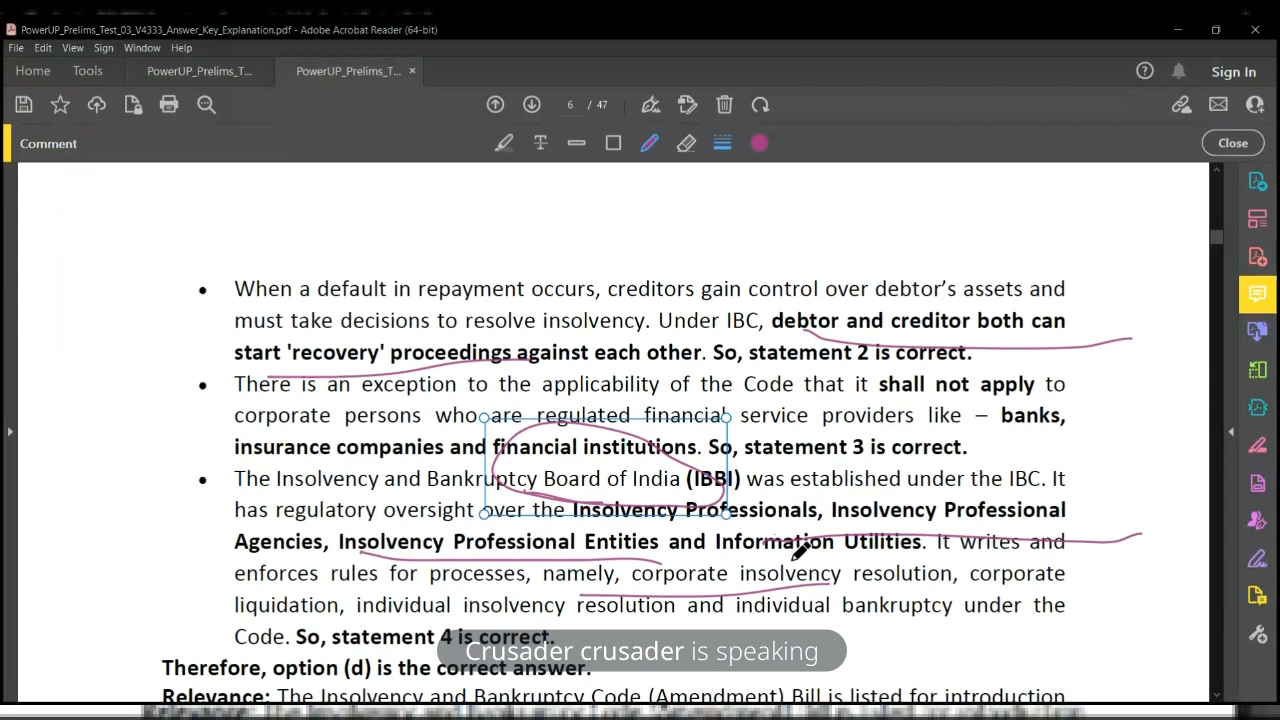 PowerUP_Prelims_Test_03_V4333_Answer_Key_Explanation.pdf - Adobe Acrobat Reader (64-bit)
File Edit View Sign Window Help
Home Tools PowerUP_Prelims_T... PowerUP_Prelims_T... × Sign In
6 / 47
Comment Close
• When a default in repayment occurs, creditors gain control over debtor’s assets and
must take decisions to resolve insolvency. Under IBC, debtor and creditor both can
start 'recovery' proceedings against each other. So, statement 2 is correct.
• There is an exception to the applicability of the Code that it shall not apply to
corporate persons who are regulated financial service providers like – banks,
insurance companies and financial institutions. So, statement 3 is correct.
• The Insolvency and Bankruptcy Board of India (IBBI) was established under the IBC. It
has regulatory oversight over the Insolvency Professionals, Insolvency Professional
Agencies, Insolvency Professional Entities and Information Utilities. It writes and
enforces rules for processes, namely, corporate insolvency resolution, corporate
liquidation, individual insolvency resolution and individual bankruptcy under the
Code. So, statement 4 is correct.
Crusader crusader is speaking
Therefore, option (d) is the correct answer.
Relevance: The Insolvency and Bankruptcy Code (Amendment) Bill is listed for introduction